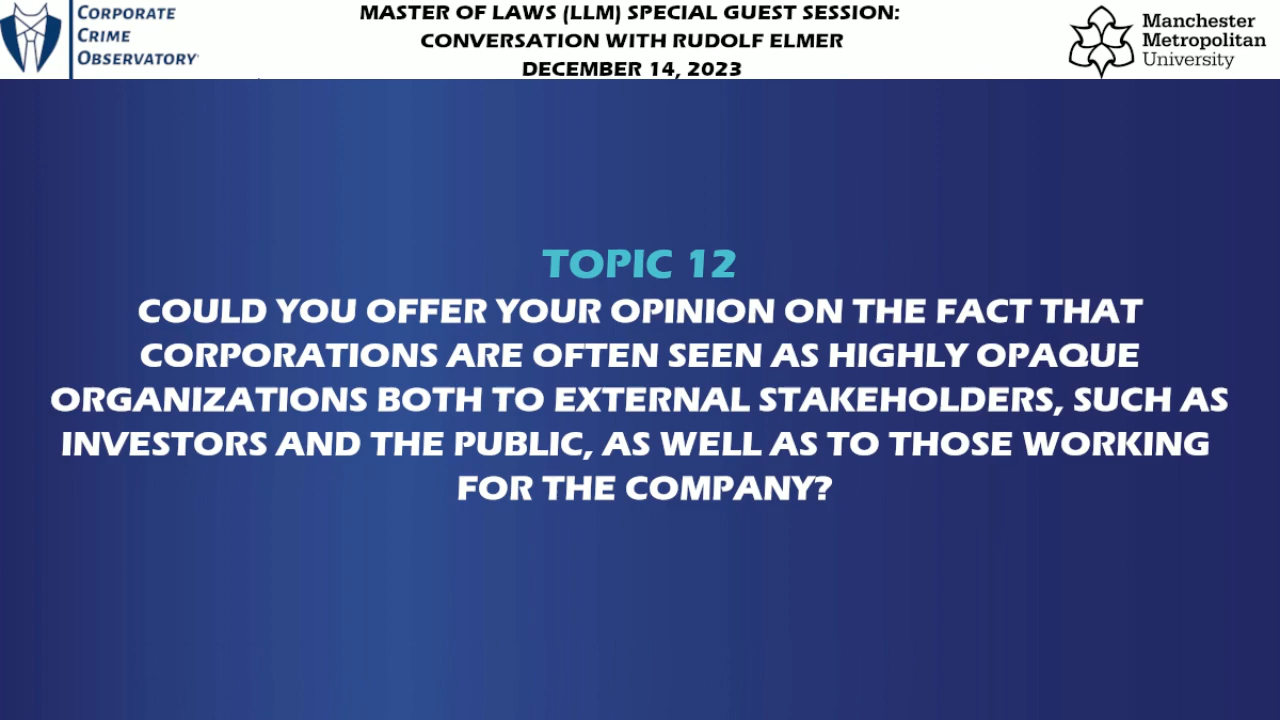 CORPORATE
CRIME
OBSERVATORY
MASTER OF LAWS (LLM) SPECIAL GUEST SESSION:
CONVERSATION WITH RUDOLF ELMER
DECEMBER 14, 2023
Manchester
Metropolitan
University
TOPIC 12
COULD YOU OFFER YOUR OPINION ON THE FACT THAT
CORPORATIONS ARE OFTEN SEEN AS HIGHLY OPAQUE
ORGANIZATIONS BOTH TO EXTERNAL STAKEHOLDERS, SUCH AS
INVESTORS AND THE PUBLIC, AS WELL AS TO THOSE WORKING
FOR THE COMPANY?